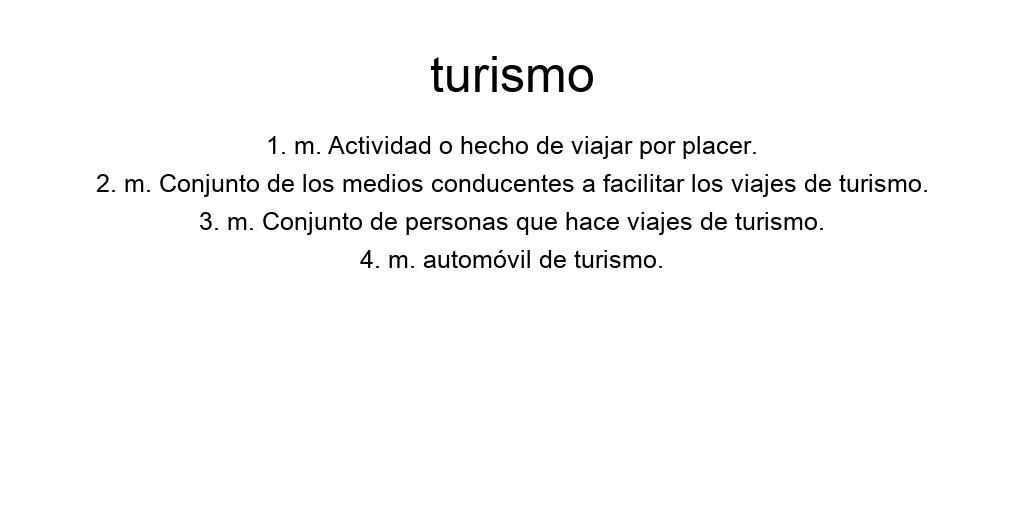 turismo
1. m. Actividad o hecho de viajar por placer.
2. m. Conjunto de los medios conducentes a facilitar los viajes de turismo.
3. m. Conjunto de personas que hace viajes de turismo.
4. m. automóvil de turismo.